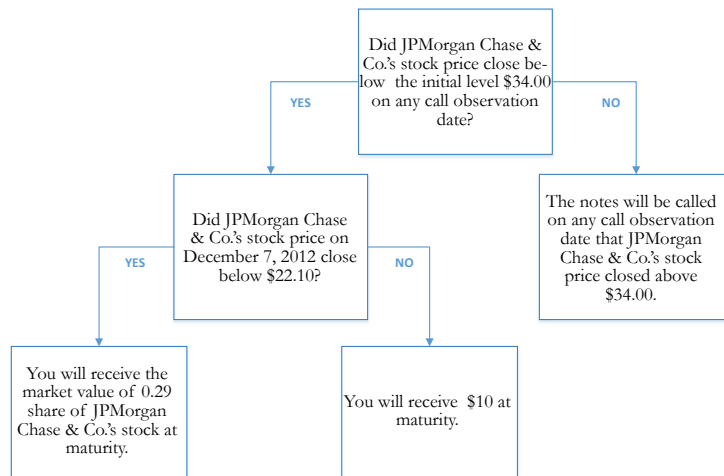 Did JPMorgan Chase &
Co.'s stock price close be-
low the initial level $34.00
on any call observation
date?
YES
NO
Did JPMorgan Chase
& Co.'s stock price on
December 7, 2012 close
below $22.10?
The notes will be called
on any call observation
date that JPMorgan
Chase & Co.'s stock
price closed above
$34.00.
YES
NO
You will receive the
market value of 0.29
share of JPMorgan
Chase & Co.'s stock at
maturity.
You will receive $10 at
maturity.